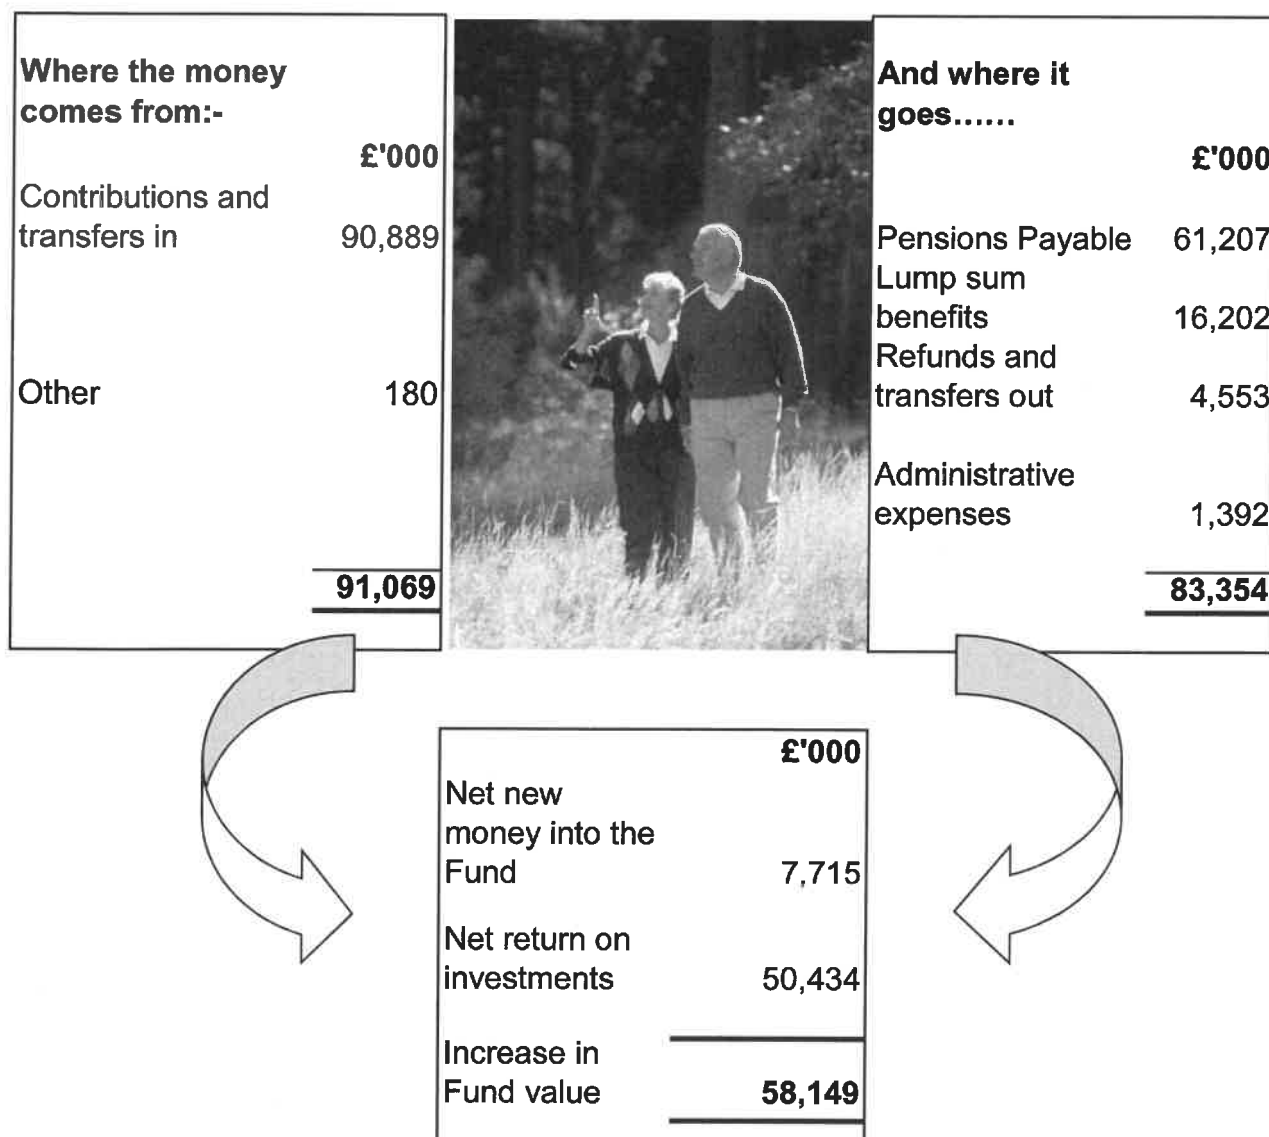 Where the money
comes from:-
£'000
Contributions and
transfers in 90,889
Other 180
91,069
And where it
goes......
£'000
Pensions Payable 61,207
Lump sum
benefits 16,202
Refunds and
transfers out 4,553
Administrative
expenses 1,392
83,354
£'000
Net new
money into the
Fund 7,715
Net return on
investments 50,434
Increase in
Fund value 58,149